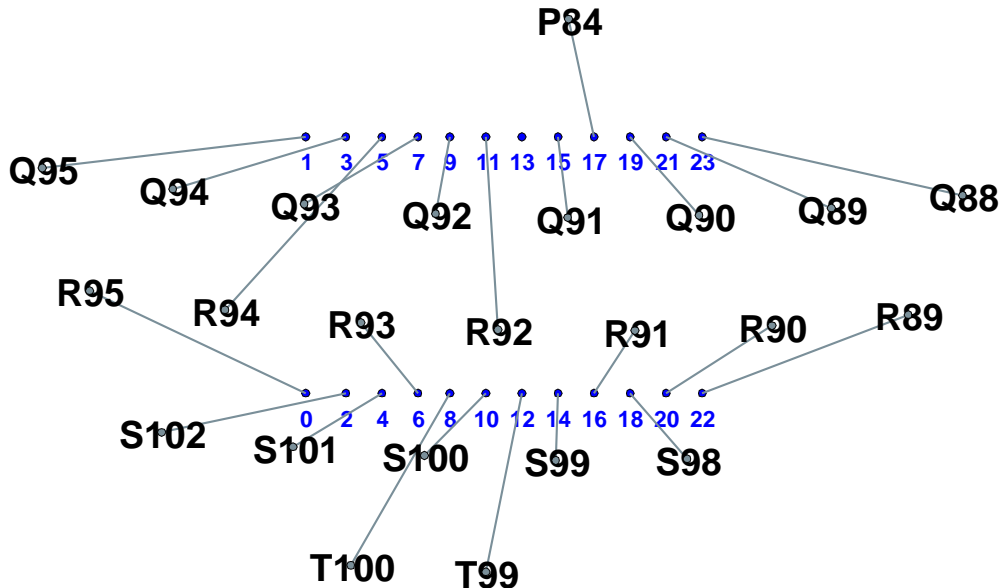 P84
1 3 5 7 9 11 13 15 17 19 21 23
Q95 Q94 Q93 Q92 Q91 Q90 Q89 Q88
R95 R94 R93 R92 R91 R90 R89
0 2 4 6 8 10 12 14 16 18 20 22
S102 S101 S100 S99 S98
T100 T99